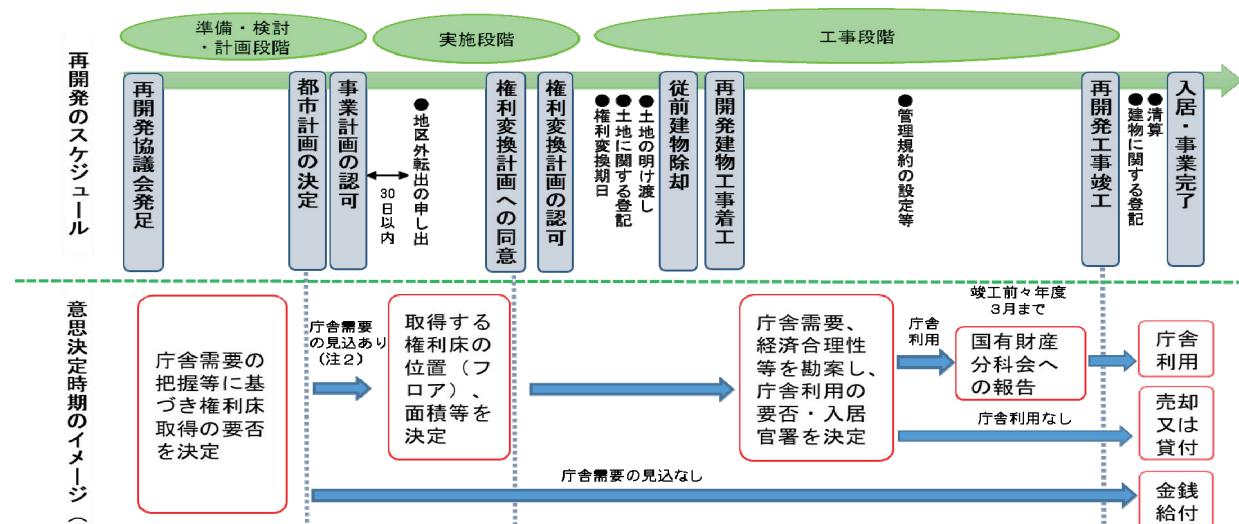 準備・検討
・計画段階
実施段階
工事段階
再開発のスケジュール
再開発協議会発足
都市計画の決定
事業計画の認可
30日以内
●地区外転出の申し出
権利変換計画への同意
権利変換計画の認可
●権利変換期日
●土地に関する登記
●土地の明け渡し
従前建物除却
再開発建物工事着工
●管理規約の設定等
再開発工事竣工
●建物に関する登記
●清算
入居・事業完了
意思決定時期のイメージ（
庁舎需要の
把握等に基
づき権利床
取得の要否
を決定
庁舎需要
の見込あり
（注２）
取得する
権利床の
位置（フ
ロア）、
面積等を
決定
庁舎需要、
経済合理性
等を勘案し、
庁舎利用の
要否・入居
官署を決定
庁舎
利用
竣工前々年度
3月まで
国有財産
分科会へ
の報告
庁舎
利用
庁舎利用なし
売却
又は
貸付
庁舎需要の見込なし
金銭
給付